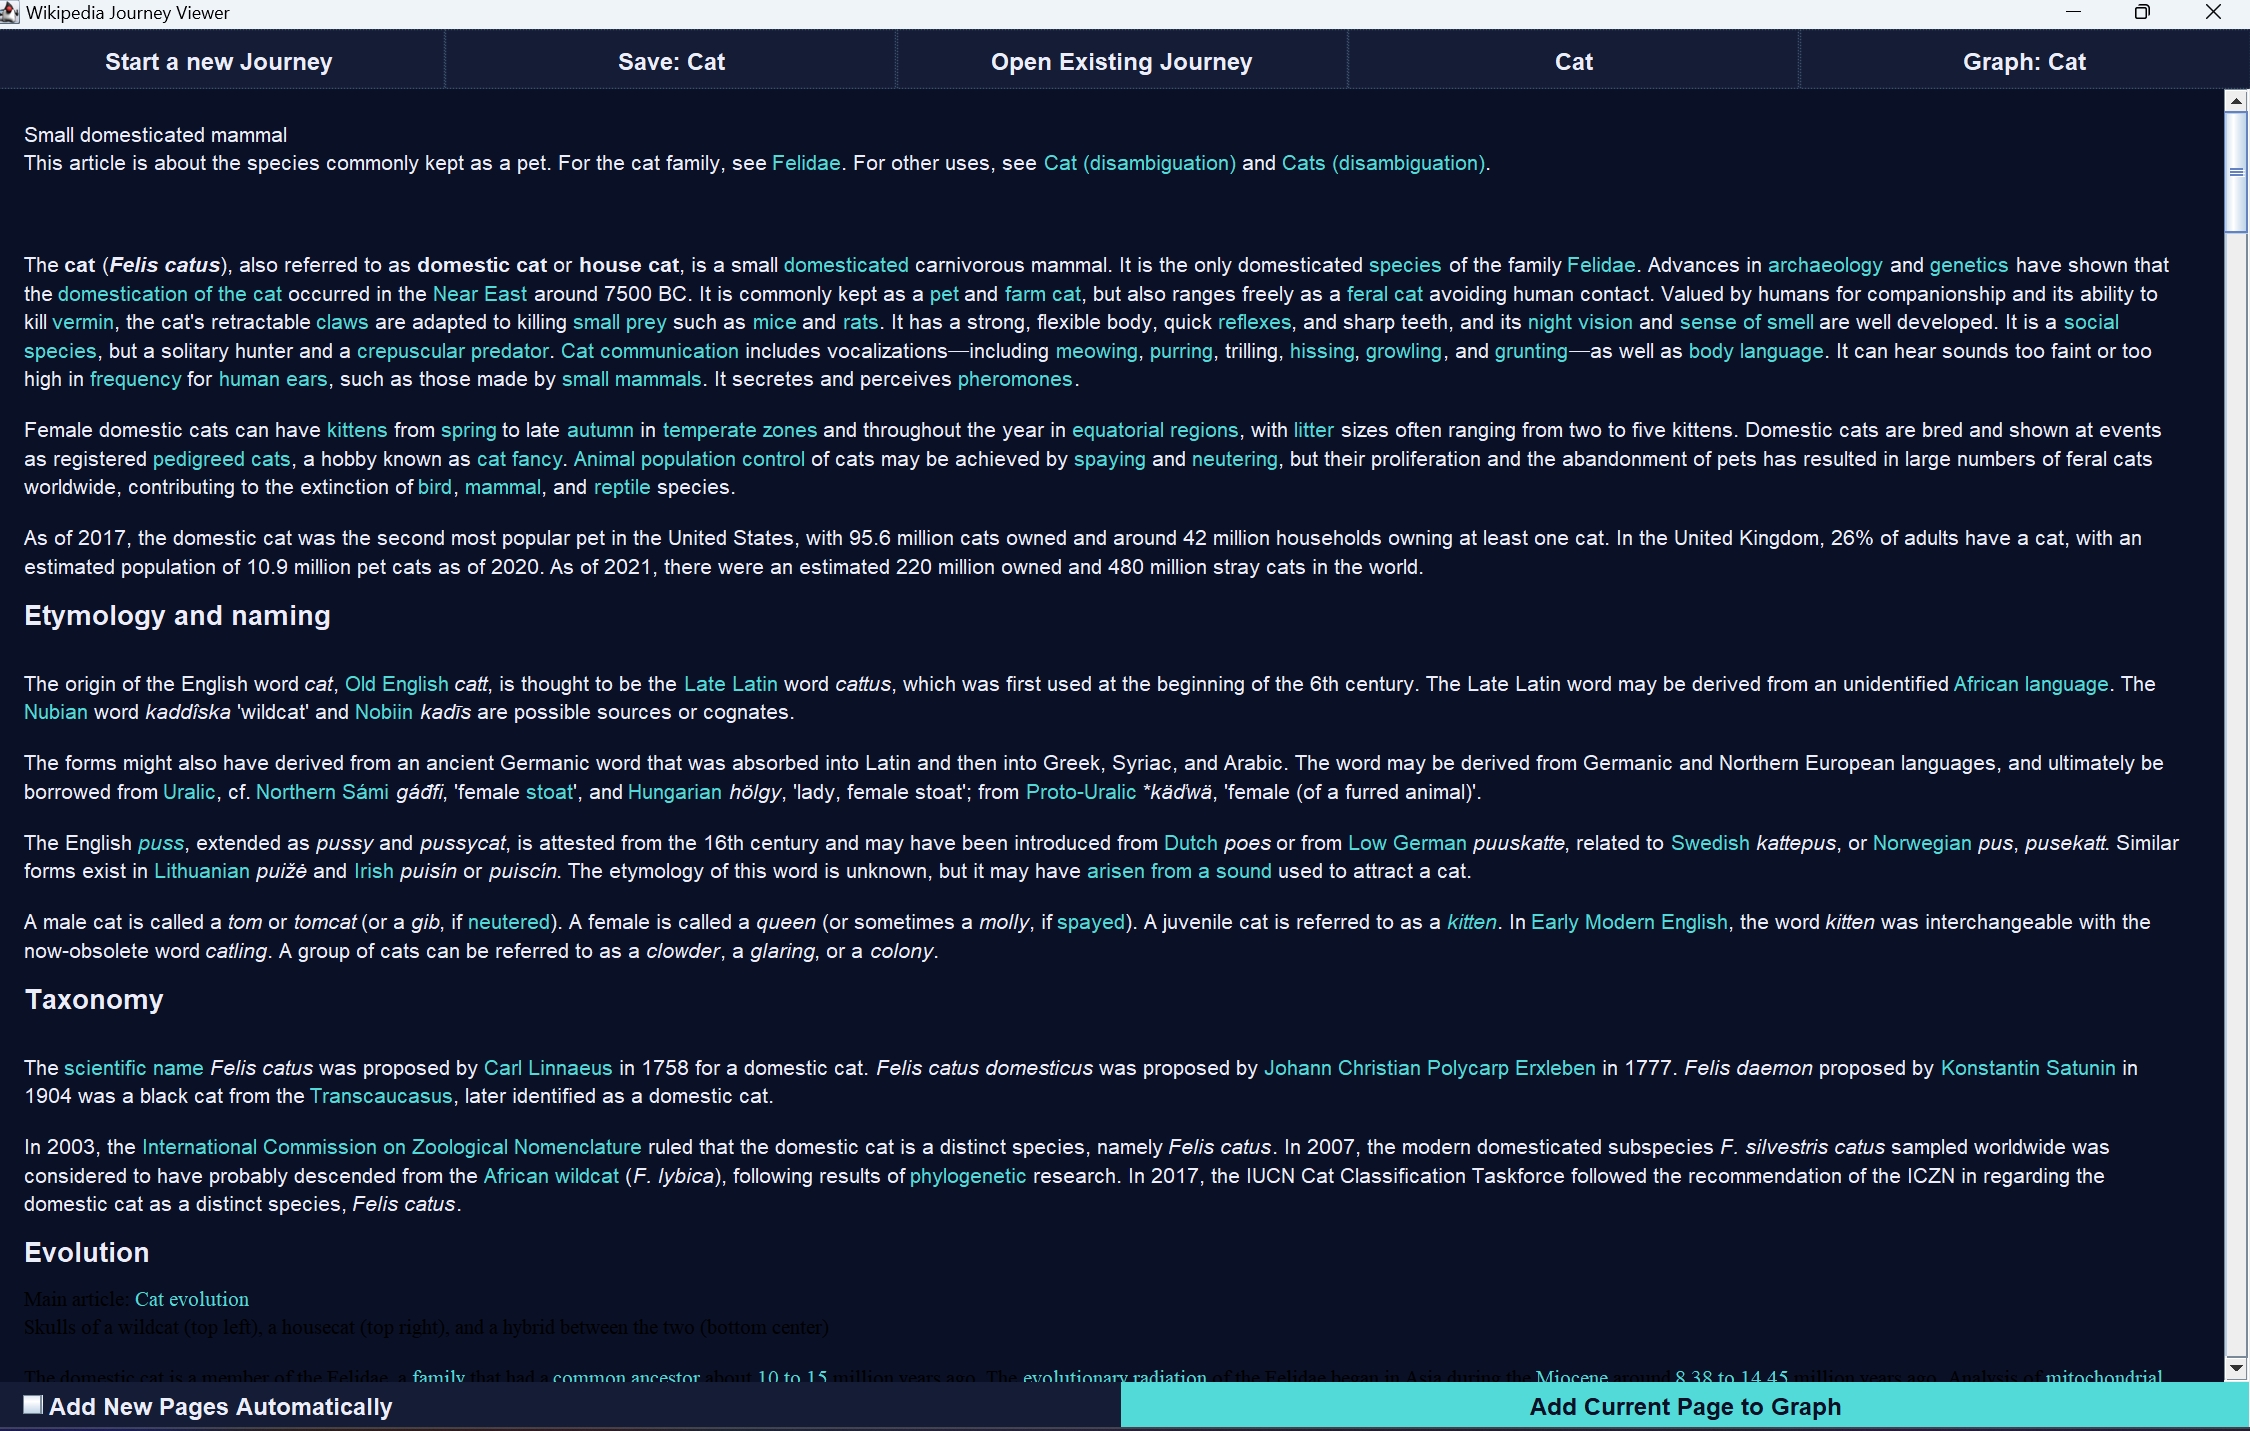 Wikipedia Journey Viewer
Start a new Journey
Save: Cat
Open Existing Journey
Cat
Graph: Cat
Small domesticated mammal
This article is about the species commonly kept as a pet. For the cat family, see Felidae. For other uses, see Cat (disambiguation) and Cats (disambiguation).
The cat (Felis catus), also referred to as domestic cat or house cat, is a small domesticated carnivorous mammal. It is the only domesticated species of the family Felidae. Advances in archaeology and genetics have shown that
the domestication of the cat occurred in the Near East around 7500 BC. It is commonly kept as a pet and farm cat, but also ranges freely as a feral cat avoiding human contact. Valued by humans for companionship and its ability to
kill vermin, the cat's retractable claws are adapted to killing small prey such as mice and rats. It has a strong, flexible body, quick reflexes, and sharp teeth, and its night vision and sense of smell are well developed. It is a social
species, but a solitary hunter and a crepuscular predator. Cat communication includes vocalizations—including meowing, purring, trilling, hissing, growling, and grunting—as well as body language. It can hear sounds too faint or too
high in frequency for human ears, such as those made by small mammals. It secretes and perceives pheromones.
Female domestic cats can have kittens from spring to late autumn in temperate zones and throughout the year in equatorial regions, with litter sizes often ranging from two to five kittens. Domestic cats are bred and shown at events
as registered pedigreed cats, a hobby known as cat fancy. Animal population control of cats may be achieved by spaying and neutering, but their proliferation and the abandonment of pets has resulted in large numbers of feral cats
worldwide, contributing to the extinction of bird, mammal, and reptile species.
As of 2017, the domestic cat was the second most popular pet in the United States, with 95.6 million cats owned and around 42 million households owning at least one cat. In the United Kingdom, 26% of adults have a cat, with an
estimated population of 10.9 million pet cats as of 2020. As of 2021, there were an estimated 220 million owned and 480 million stray cats in the world.
Etymology and naming
The origin of the English word cat, Old English catt, is thought to be the Late Latin word cattus, which was first used at the beginning of the 6th century. The Late Latin word may be derived from an unidentified African language. The
Nubian word kaddîska 'wildcat' and Nobiin kadīs are possible sources or cognates.
The forms might also have derived from an ancient Germanic word that was absorbed into Latin and then into Greek, Syriac, and Arabic. The word may be derived from Germanic and Northern European languages, and ultimately be
borrowed from Uralic, cf. Northern Sámi gáđfi, 'female stoat', and Hungarian hölgy, 'lady, female stoat'; from Proto-Uralic *käďwä, 'female (of a furred animal)'.
The English puss, extended as pussy and pussycat, is attested from the 16th century and may have been introduced from Dutch poes or from Low German puuskatte, related to Swedish kattepus, or Norwegian pus, pusekatt. Similar
forms exist in Lithuanian puižė and Irish puisín or puiscín. The etymology of this word is unknown, but it may have arisen from a sound used to attract a cat.
A male cat is called a tom or tomcat (or a gib, if neutered). A female is called a queen (or sometimes a molly, if spayed). A juvenile cat is referred to as a kitten. In Early Modern English, the word kitten was interchangeable with the
now-obsolete word catling. A group of cats can be referred to as a clowder, a glaring, or a colony.
Taxonomy
The scientific name Felis catus was proposed by Carl Linnaeus in 1758 for a domestic cat. Felis catus domesticus was proposed by Johann Christian Polycarp Erxleben in 1777. Felis daemon proposed by Konstantin Satunin in
1904 was a black cat from the Transcaucasus, later identified as a domestic cat.
In 2003, the International Commission on Zoological Nomenclature ruled that the domestic cat is a distinct species, namely Felis catus. In 2007, the modern domesticated subspecies F. silvestris catus sampled worldwide was
considered to have probably descended from the African wildcat (F. lybica), following results of phylogenetic research. In 2017, the IUCN Cat Classification Taskforce followed the recommendation of the ICZN in regarding the
domestic cat as a distinct species, Felis catus.
Evolution
Main article: Cat evolution
Skulls of a wildcat (top left), a housecat (top right), and a hybrid between the two (bottom center)
The domestic cat is a member of the Felidae, a family that had a common ancestor about 10 to 15 million years ago. The evolutionary radiation of the Felidae began in Asia during the Miocene around 8.38 to 14.45 million years ago. Analysis of mitochondrial
Add New Pages Automatically
Add Current Page to Graph